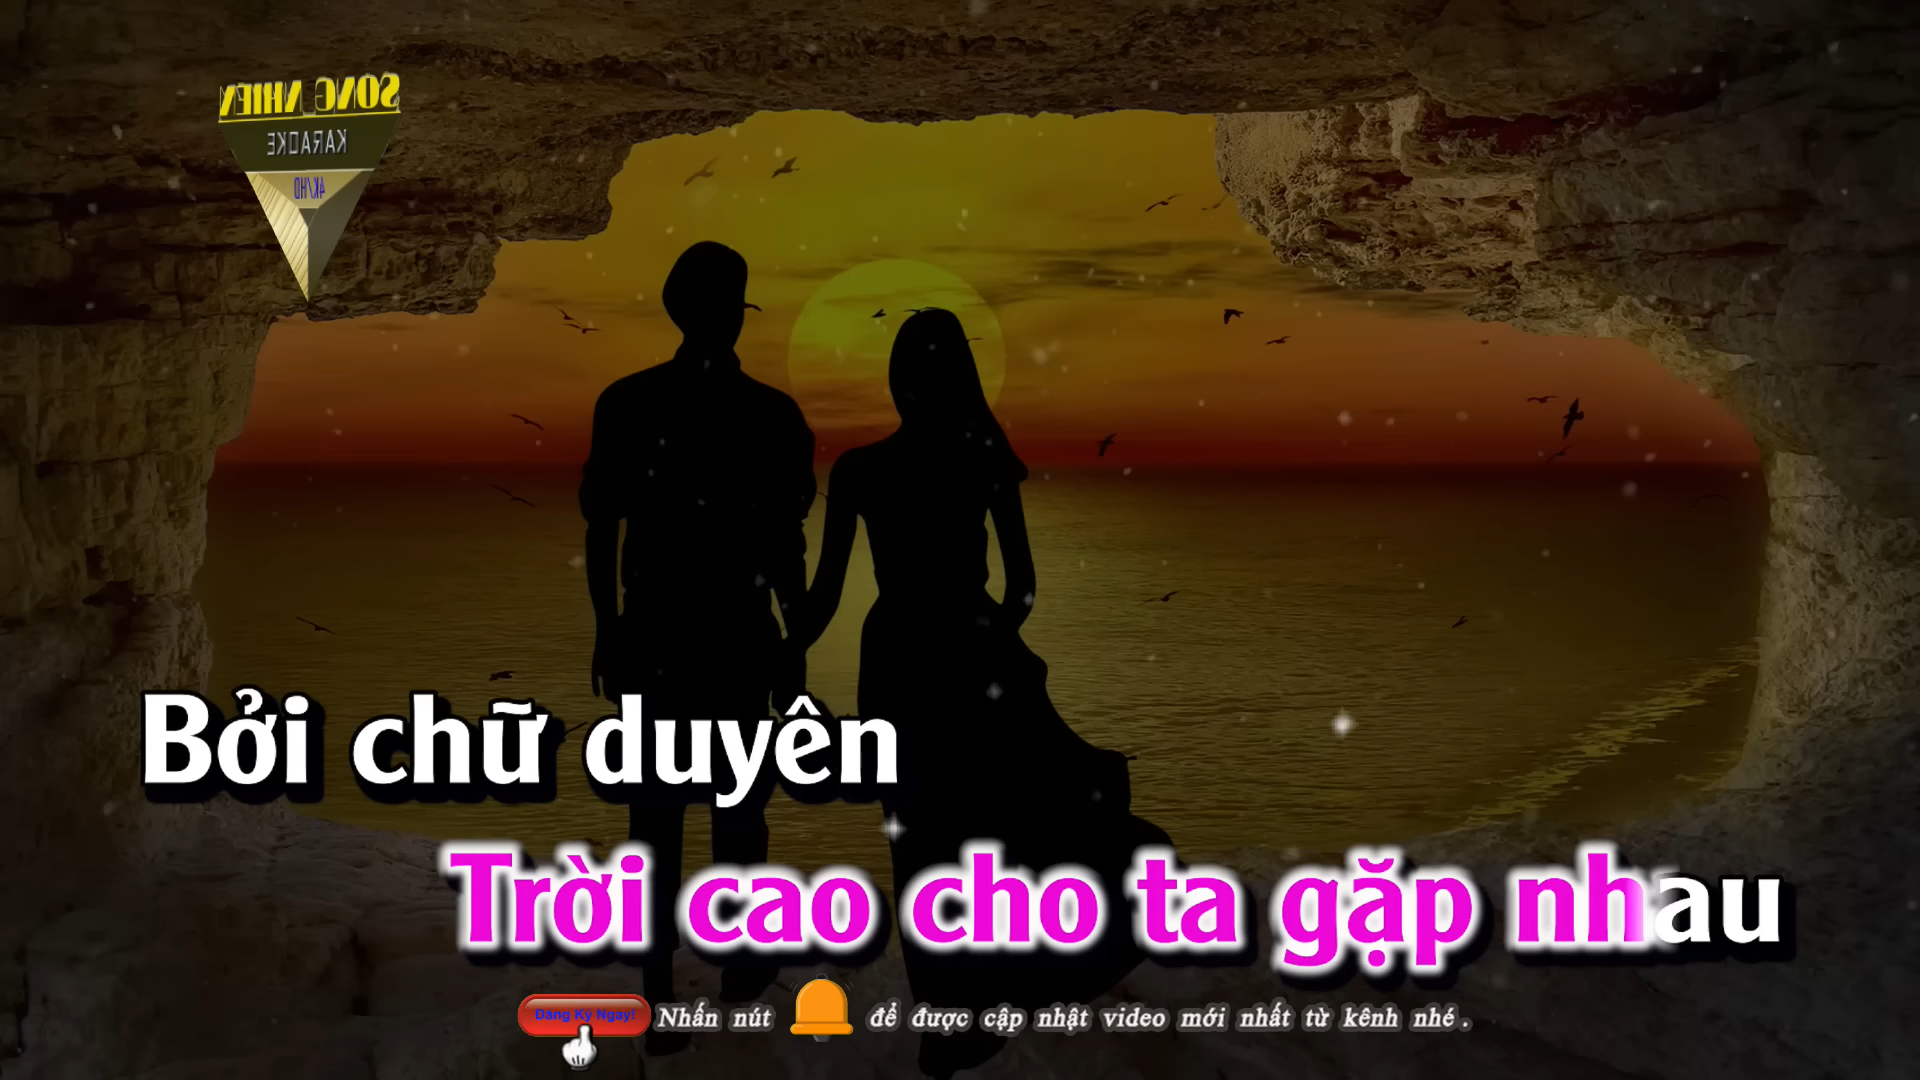 SONG NHIÊN
KARAOKE
4K/HD
Bởi chữ duyên
Trời cao cho ta gặp nhau
Đăng Ký Ngay! Nhấn nút để được cập nhật video mới nhất từ kênh nhé.